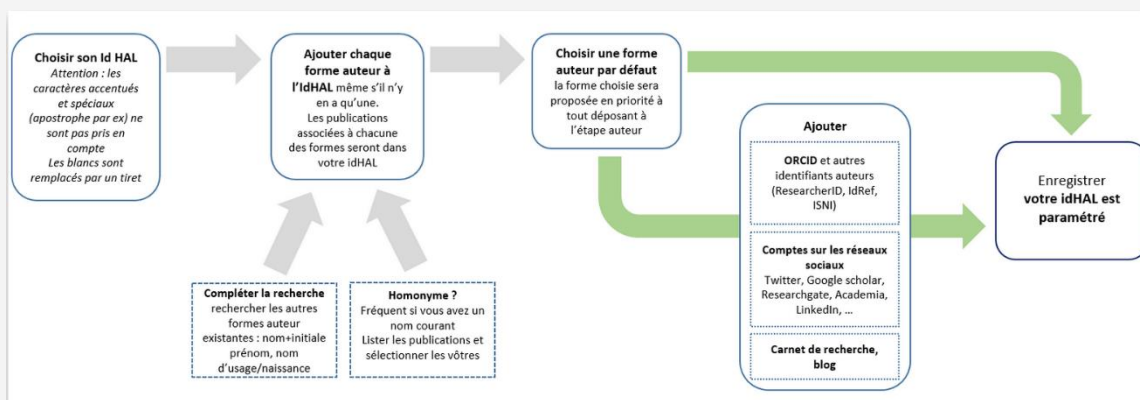 Choisir son Id HAL
Attention : les
caractères accentués
et spéciaux
(apostrophe par ex) ne
sont pas pris en
compte
Les blancs sont
remplacés par un tiret
Ajouter chaque
forme auteur à
l'IdHAL même s'il n'y
en a qu'une.
Les publications
associées à chacune
des formes seront dans
votre idHAL
Compléter la recherche
rechercher les autres
formes auteur
existantes : nom+initiale
prénom, nom
d'usage/naissance
Homonyme ?
Fréquent si vous avez un
nom courant
Lister les publications et
sélectionner les vôtres
Choisir une forme
auteur par défaut
la forme choisie sera
proposée en priorité à
tout déposant à
l'étape auteur
Ajouter
ORCID et autres
identifiants auteurs
(ResearcherID, IdRef,
ISNI)
Comptes sur les réseaux
sociaux
Twitter, Google scholar,
Researchgate, Academia,
LinkedIn, ...
Carnet de recherche,
blog
Enregistrer
votre idHAL est
paramétré